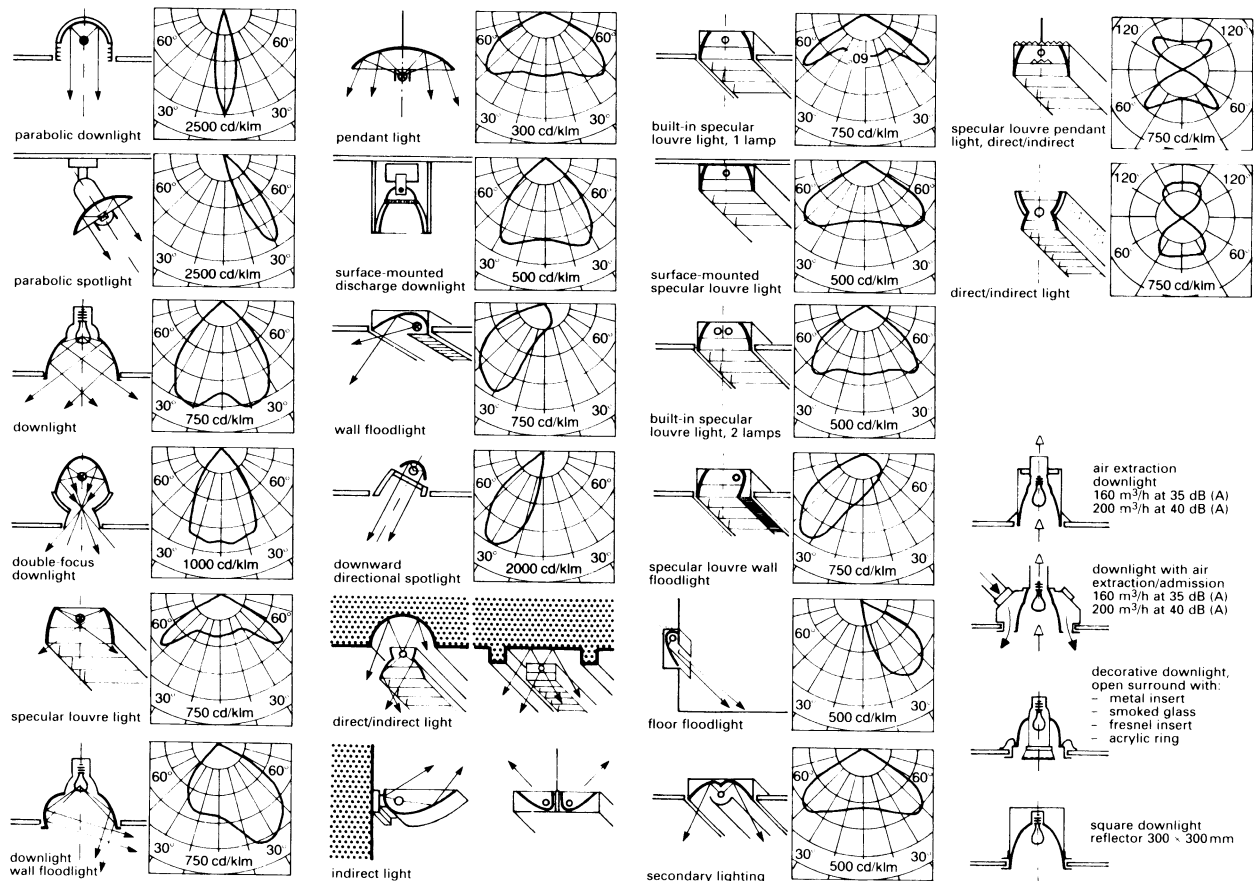 60°
60°
30°
30°
2500 cd/klm
parabolic downlight
60°
60°
30°
30°
2500 cd/klm
parabolic spotlight
60°
60°
30°
30°
750 cd/klm
downlight
60°
60°
30°
30°
1000 cd/klm
double-focus
downlight
60°
60°
30°
30°
750 cd/klm
specular louvre light
60°
60°
30°
30°
750 cd/klm
downlight
wall floodlight
60°
60°
30°
30°
300 cd/klm
pendant light
60°
60°
30°
30°
500 cd/klm
surface-mounted
discharge downlight
60°
60°
30°
30°
750 cd/klm
wall floodlight
60°
60°
30°
30°
2000 cd/klm
downward
directional spotlight
direct/indirect light
indirect light
60°
60°
09
30°
30°
750 cd/klm
built-in specular
louvre light, 1 lamp
60°
60°
30°
30°
500 cd/klm
surface-mounted
specular louvre light
60°
60°
30°
30°
500 cd/klm
built-in specular
louvre light, 2 lamps
60°
60°
30°
30°
750 cd/klm
specular louvre wall
floodlight
60°
60°
30°
30°
500 cd/klm
floor floodlight
60°
60°
30°
30°
500 cd/klm
secondary lighting
120°
120°
60°
60°
750 cd/klm
specular louvre pendant
light, direct/indirect
120°
120°
60°
60°
750 cd/klm
direct/indirect light
air extraction
downlight
160 m³/h at 35 dB (A)
200 m³/h at 40 dB (A)
downlight with air
extraction/admission
160 m³/h at 35 dB (A)
200 m³/h at 40 dB (A)
decorative downlight,
open surround with:
- metal insert
- smoked glass
- fresnel insert
- acrylic ring
square downlight
reflector 300 × 300 mm